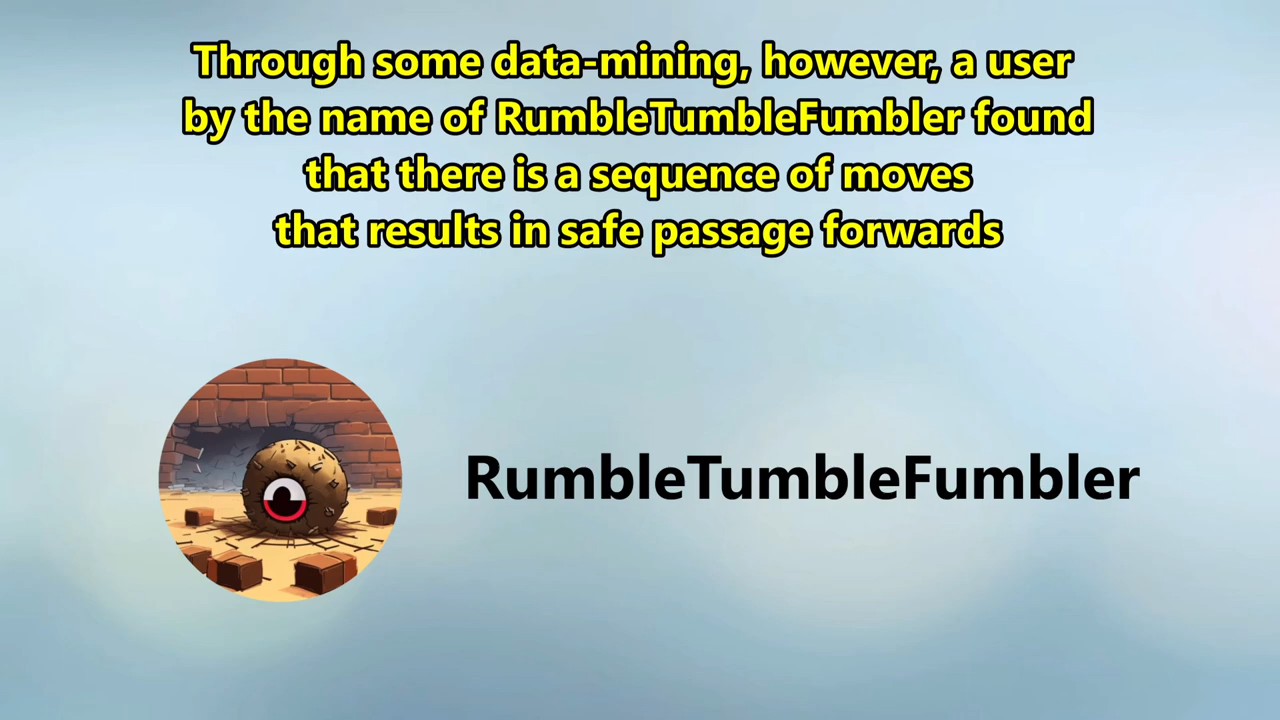 Through some data-mining, however, a user
by the name of RumbleTumbleFumbler found
that there is a sequence of moves
that results in safe passage forwards
RumbleTumbleFumbler